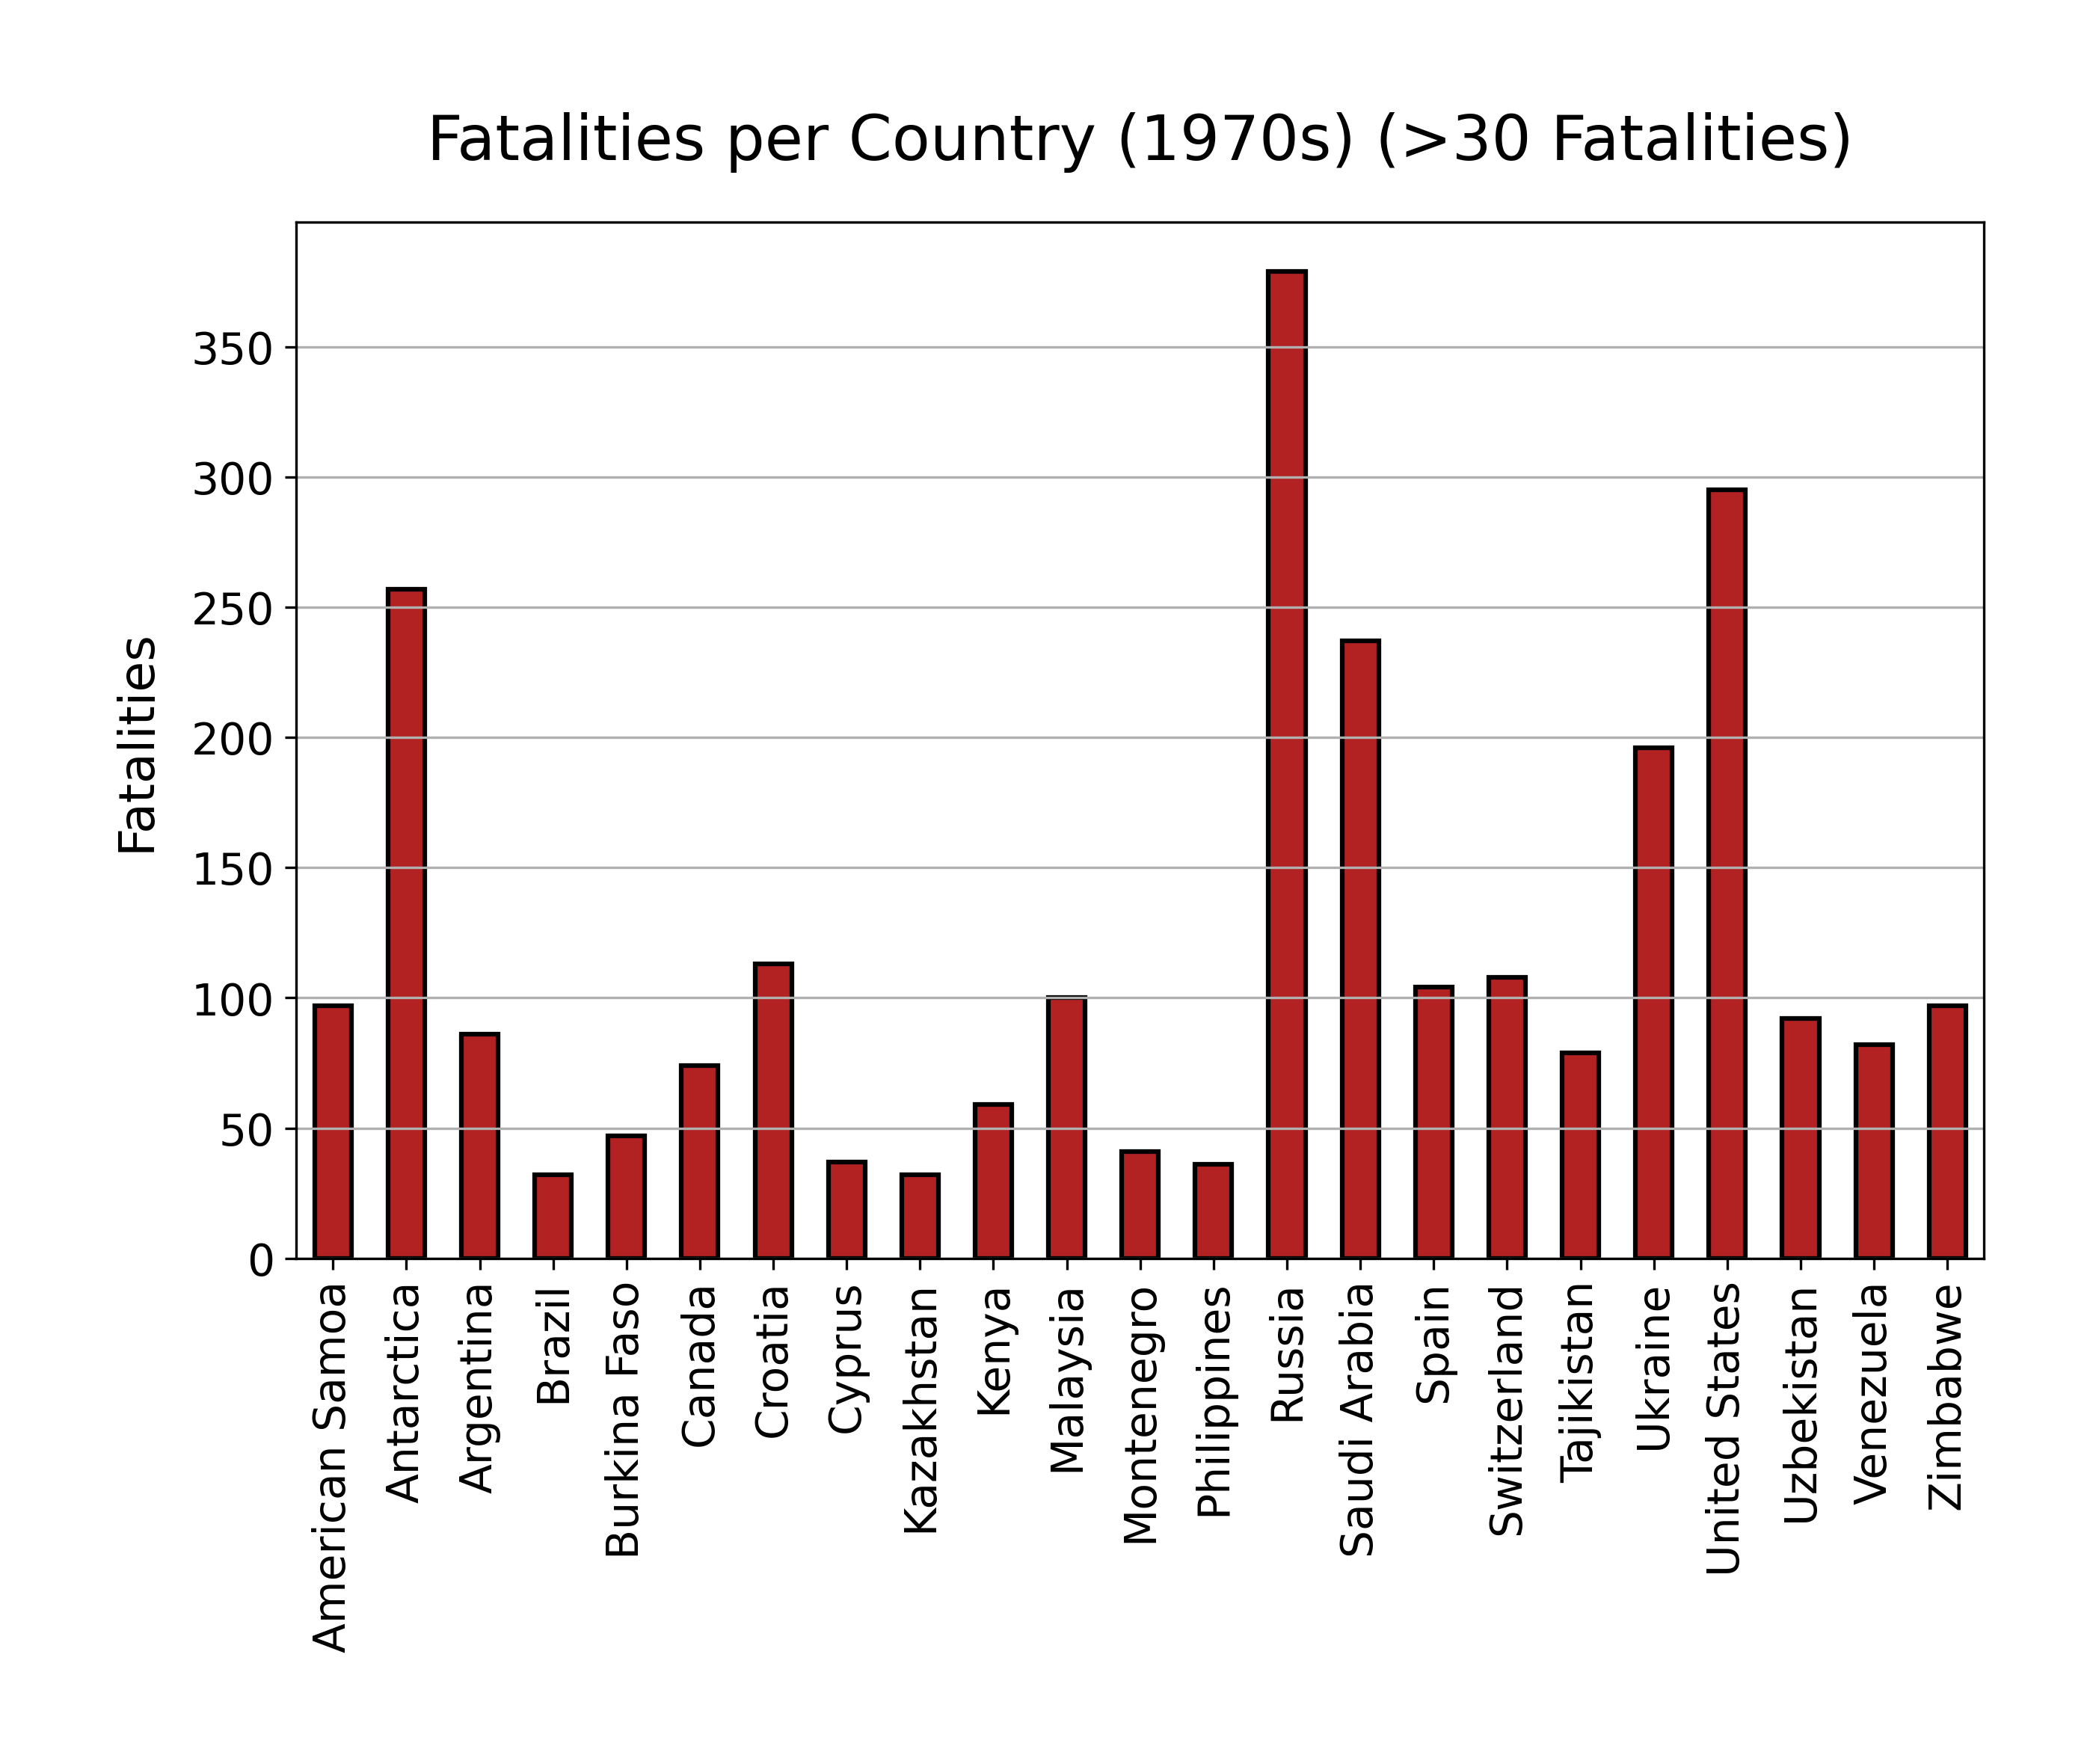 Fatalities per Country (1970s) (>30 Fatalities)
Fatalities
350
300
250
200
150
100
50
0
American Samoa
Antarctica
Argentina
Brazil
Burkina Faso
Canada
Croatia
Cyprus
Kazakhstan
Kenya
Malaysia
Montenegro
Philippines
Russia
Saudi Arabia
Spain
Switzerland
Tajikistan
Ukraine
United States
Uzbekistan
Venezuela
Zimbabwe